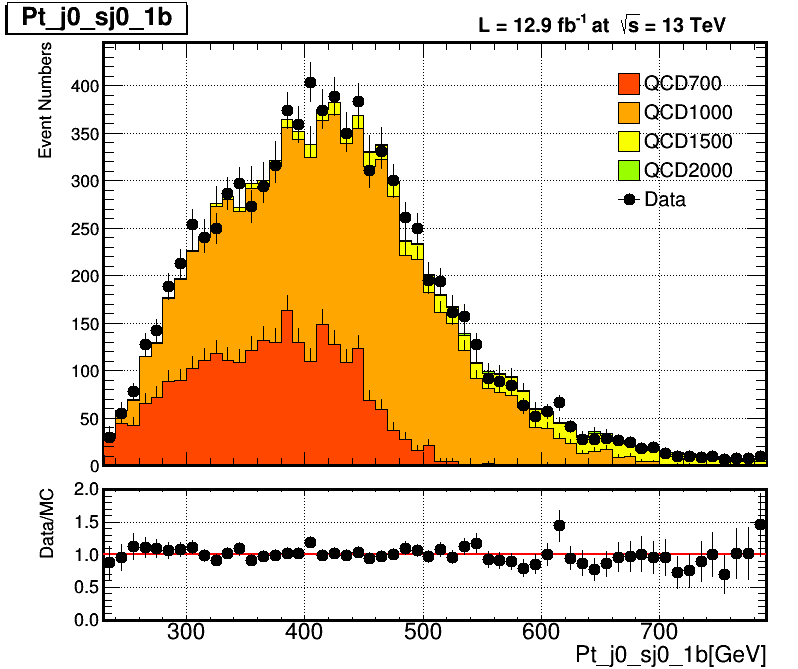 Pt_j0_sj0_1b
L = 12.9 fb⁻¹ at √s = 13 TeV
Event Numbers
400
350
300
250
200
150
100
50
0
QCD700
QCD1000
QCD1500
QCD2000
Data
Data/MC
2.0
1.5
1.0
0.5
0.0
300
400
500
600
700
Pt_j0_sj0_1b[GeV]